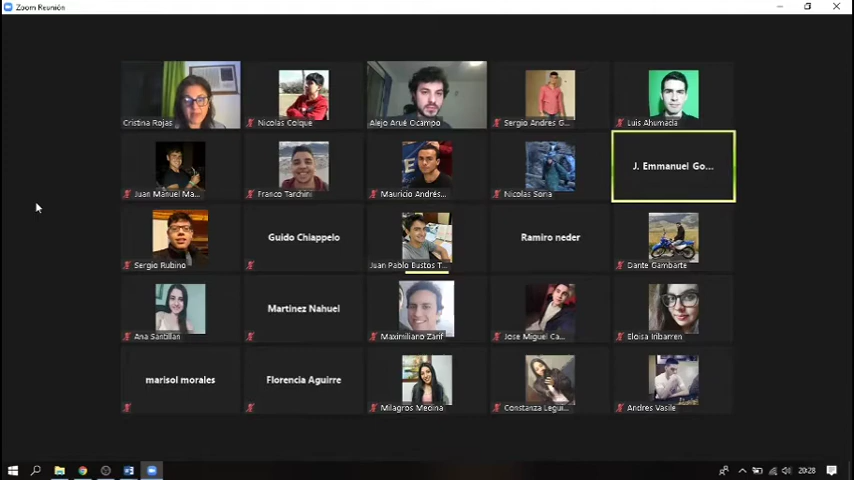 Zoom Reunión
Cristina Rojas
Nicolas Colque
Alejo Arué Ocampo
Sergio Andres G...
Luis Ahumada
Juan Manuel Ma...
Franco Tarchini
Mauricio Andrés...
Nicolas Soria
J. Emmanuel Go...
Sergio Rubino
Guido Chiappelo
Juan Pablo Bustos T...
Ramiro neder
Dante Gambarte
Ana Santillan
Martinez Nahuel
Maximiliano Zarif
Jose Miguel Ca...
Eloisa Iribarren
marisol morales
Florencia Aguirre
Milagros Medina
Constanza Legui...
Andres Vasile
20:28